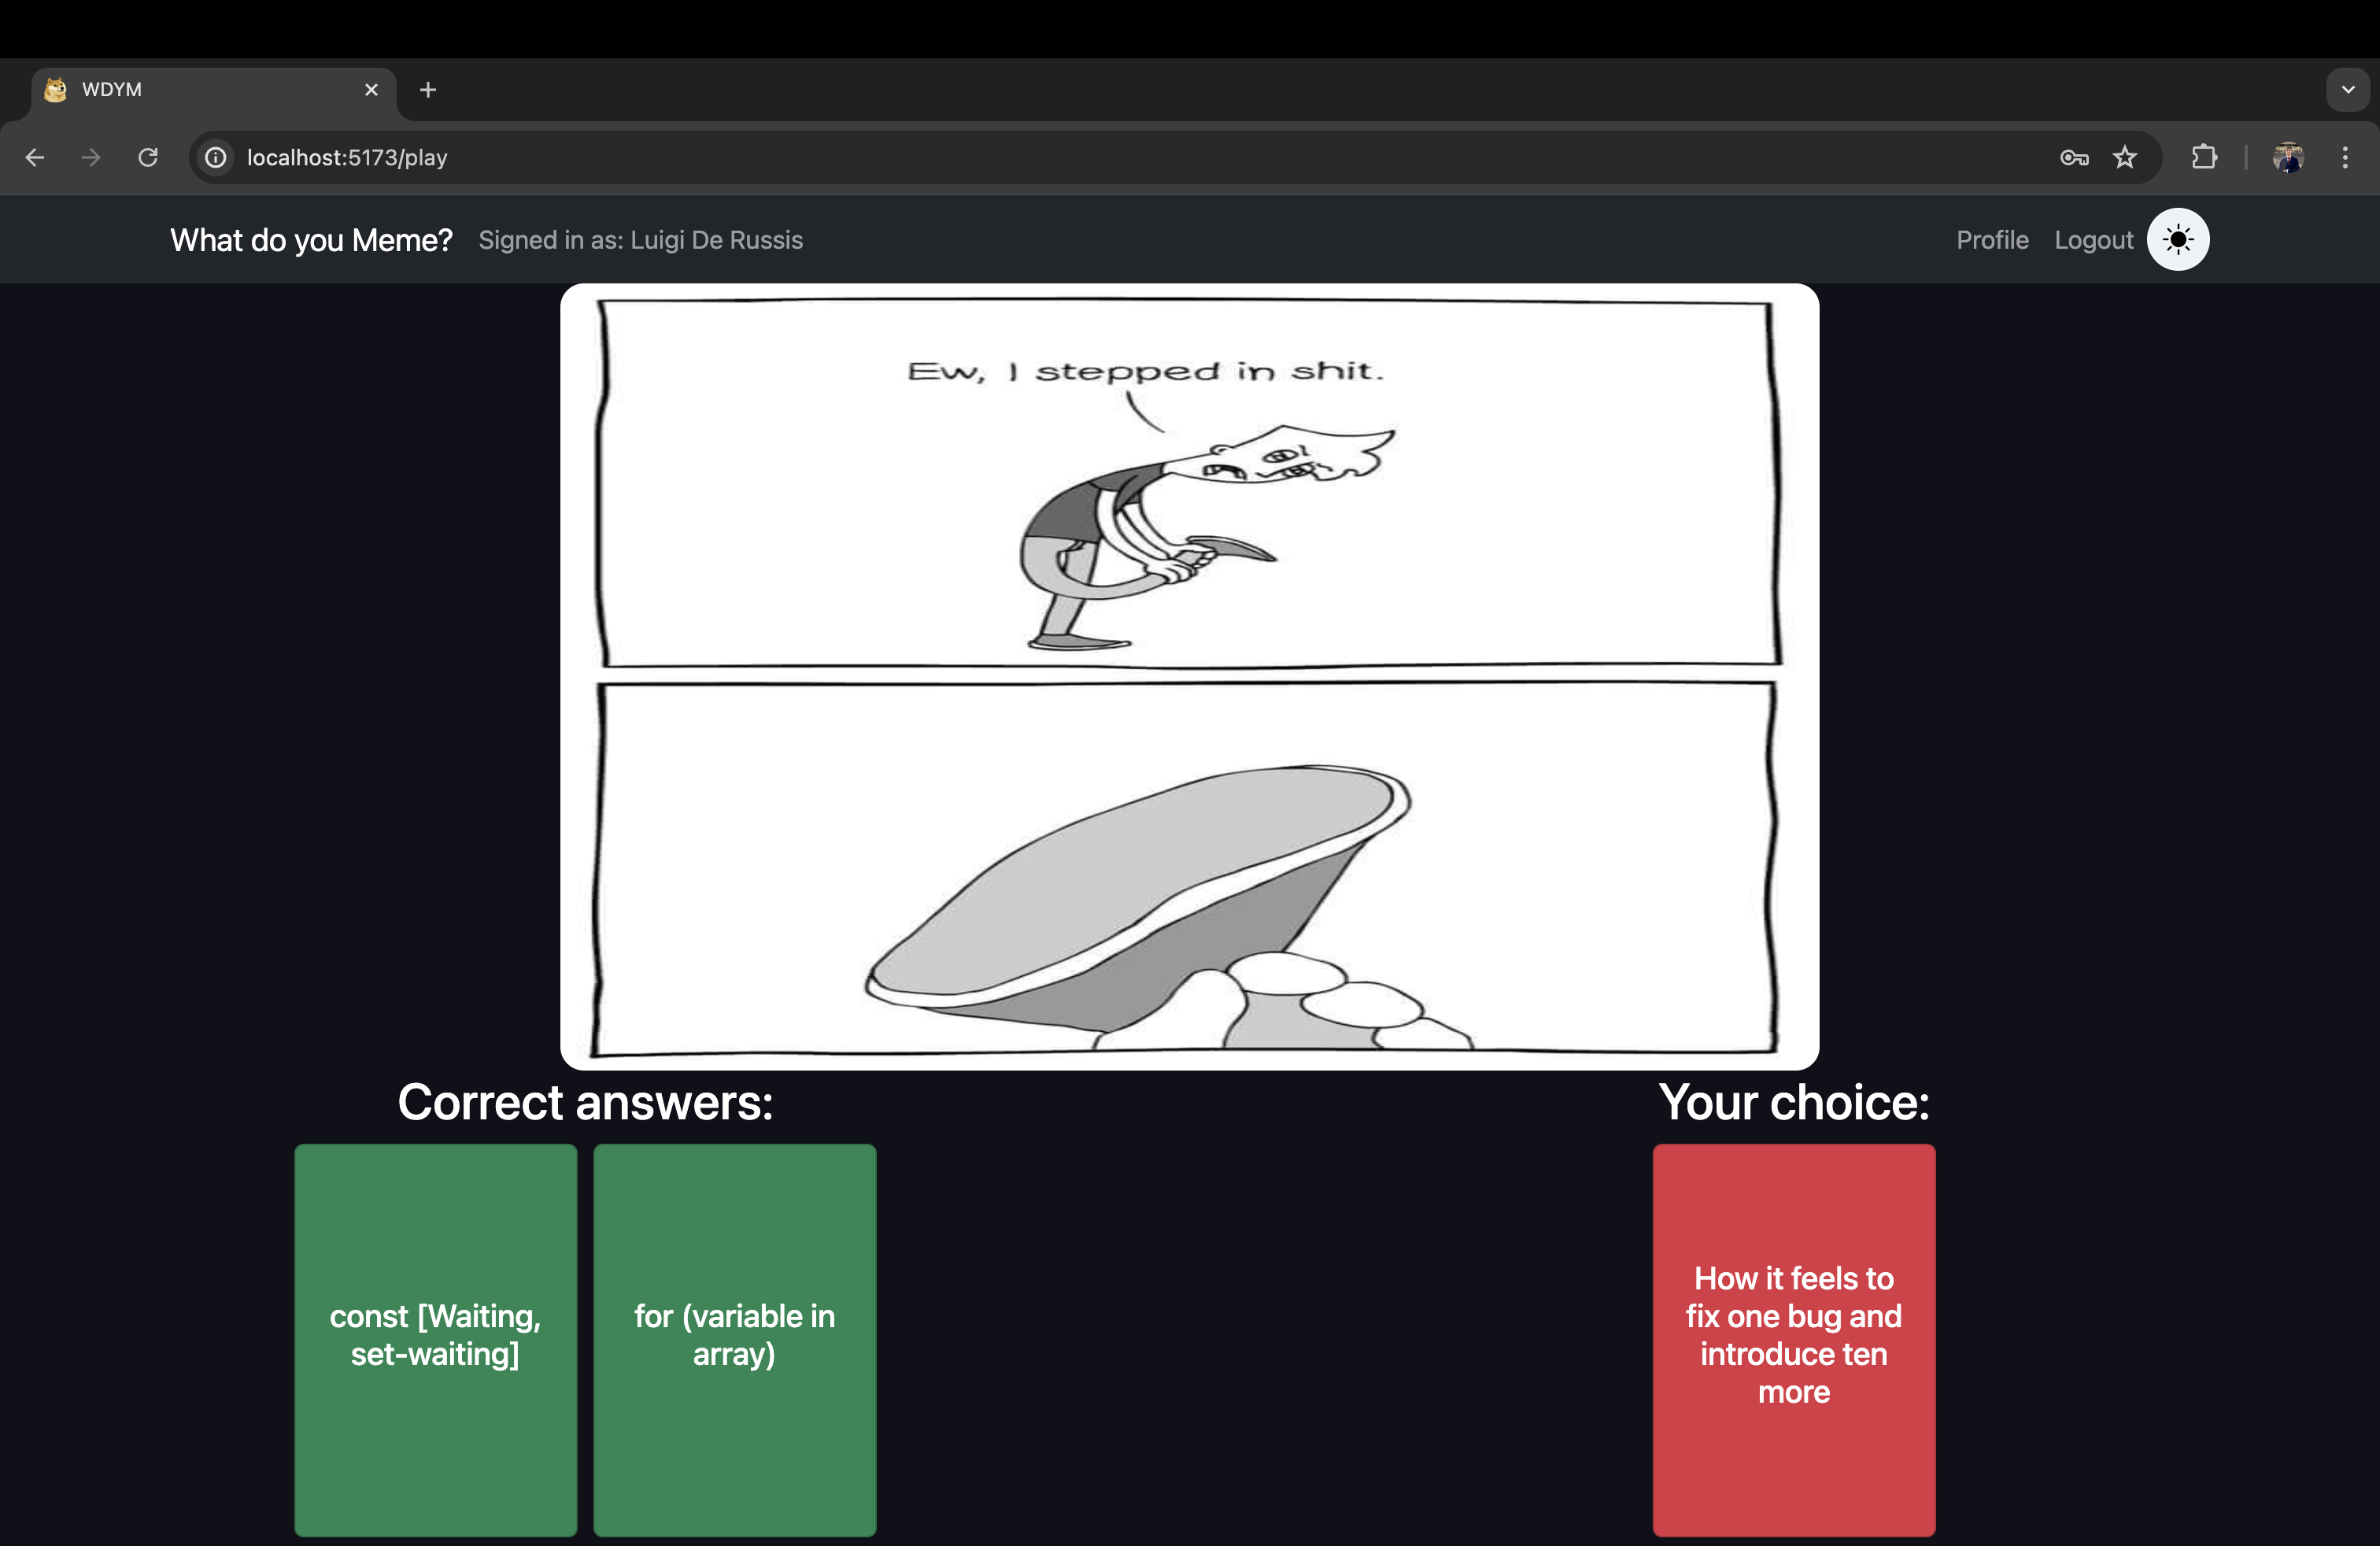 WDYM
localhost:5173/play
What do you Meme? Signed in as: Luigi De Russis Profile Logout
Ew, I stepped in shit.
Correct answers: Your choice:
const [Waiting,
set-waiting]
for (variable in
array)
How it feels to
fix one bug and
introduce ten
more